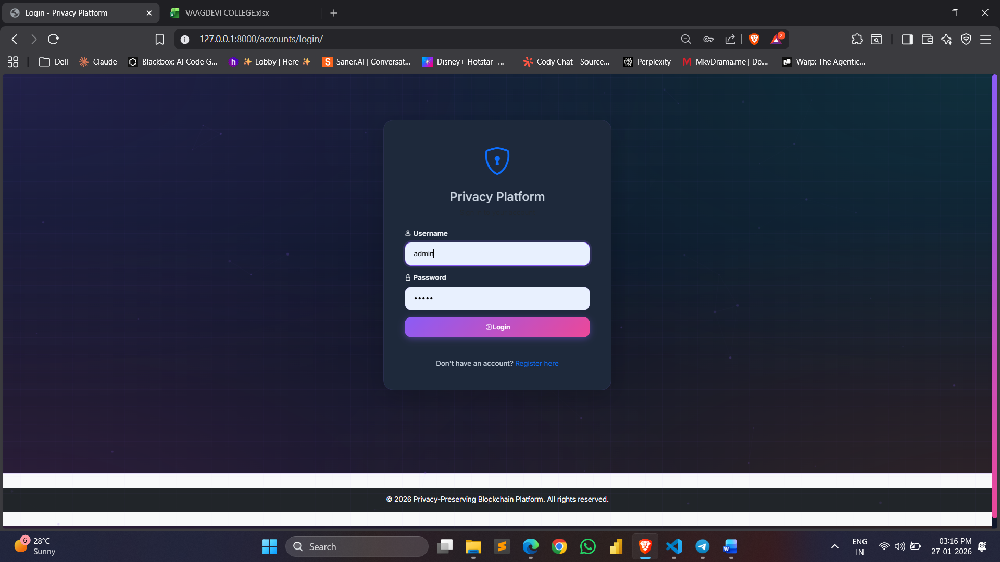 Login - Privacy Platform
VAAGDEVI COLLEGE.xlsx
127.0.0.1:8000/accounts/login/
2
Dell
Claude
Blackbox: AI Code G...
h
✨ Lobby | Here ✨
S
Saner.AI | Conversat...
Disney+ Hotstar -...
Cody Chat - Source...
Perplexity
M
MkvDrama.me | Do...
Warp: The Agentic...
Privacy Platform
Username
admin
Password
•••••
Login
Don't have an account? Register here
© 2026 Privacy-Preserving Blockchain Platform. All rights reserved.
6
28°C
Sunny
Search
W
ENG
IN
03:16 PM
27-01-2026